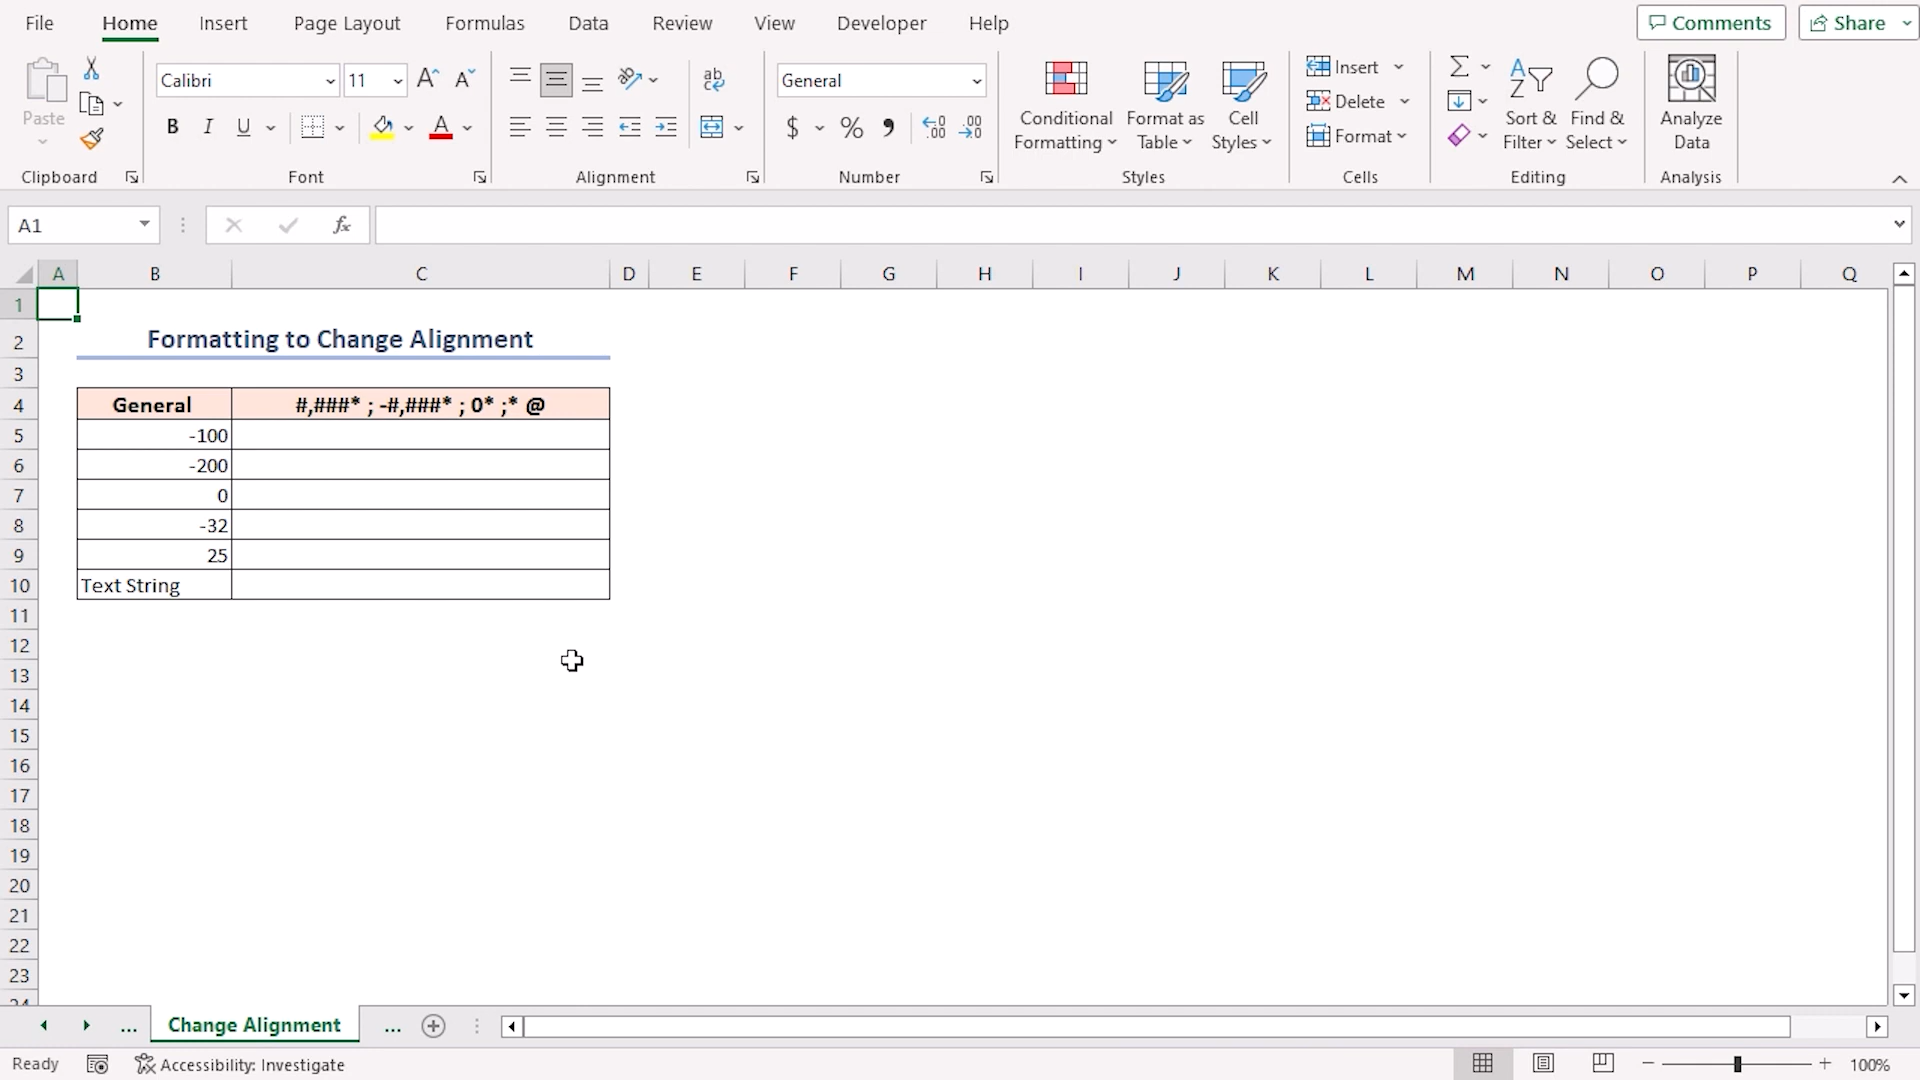 File Home Insert Page Layout Formulas Data Review View Developer Help Comments Share
Paste
Calibri 11
B I U
ab
General
$ % 9
Conditional Formatting
Format as Table
Cell Styles
Insert
Delete
Format
Sort & Filter
Find & Select
Analyze Data
Clipboard Font Alignment Number Styles Cells Editing Analysis
A1 fx
A B C D E F G H I J K L M N O P Q
1
2 Formatting to Change Alignment
3
4 General #,###* ; -#,###* ; 0* ;* @
5 -100
6 -200
7 0
8 -32
9 25
10 Text String
11
12
13
14
15
16
17
18
19
20
21
22
23
24
... Change Alignment ...
Ready Accessibility: Investigate 100%